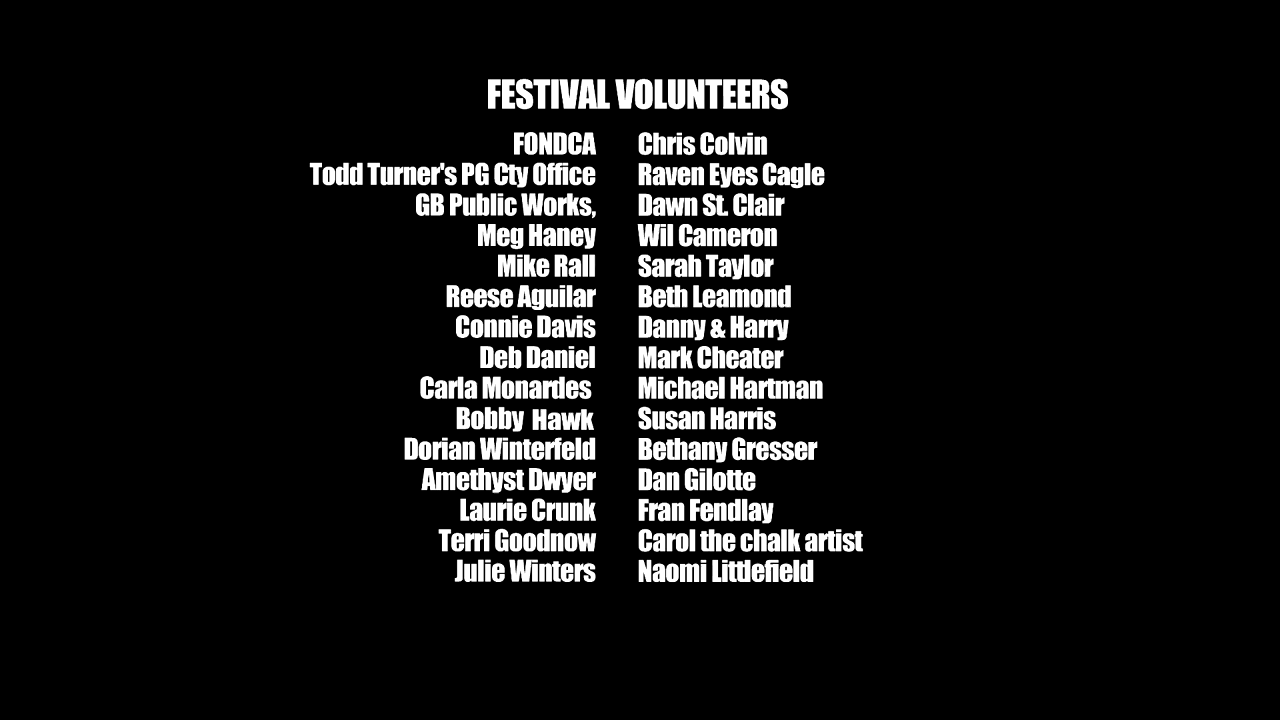 FESTIVAL VOLUNTEERS
FONDCA Chris Colvin
Todd Turner's PG Cty Office Raven Eyes Cagle
GB Public Works, Dawn St. Clair
Meg Haney Wil Cameron
Mike Rall Sarah Taylor
Reese Aguilar Beth Leamond
Connie Davis Danny & Harry
Deb Daniel Mark Cheater
Carla Monardes Michael Hartman
Bobby Hawk Susan Harris
Dorian Winterfeld Bethany Gresser
Amethyst Dwyer Dan Gilotte
Laurie Crunk Fran Fendlay
Terri Goodnow Carol the chalk artist
Julie Winters Naomi Littlefield